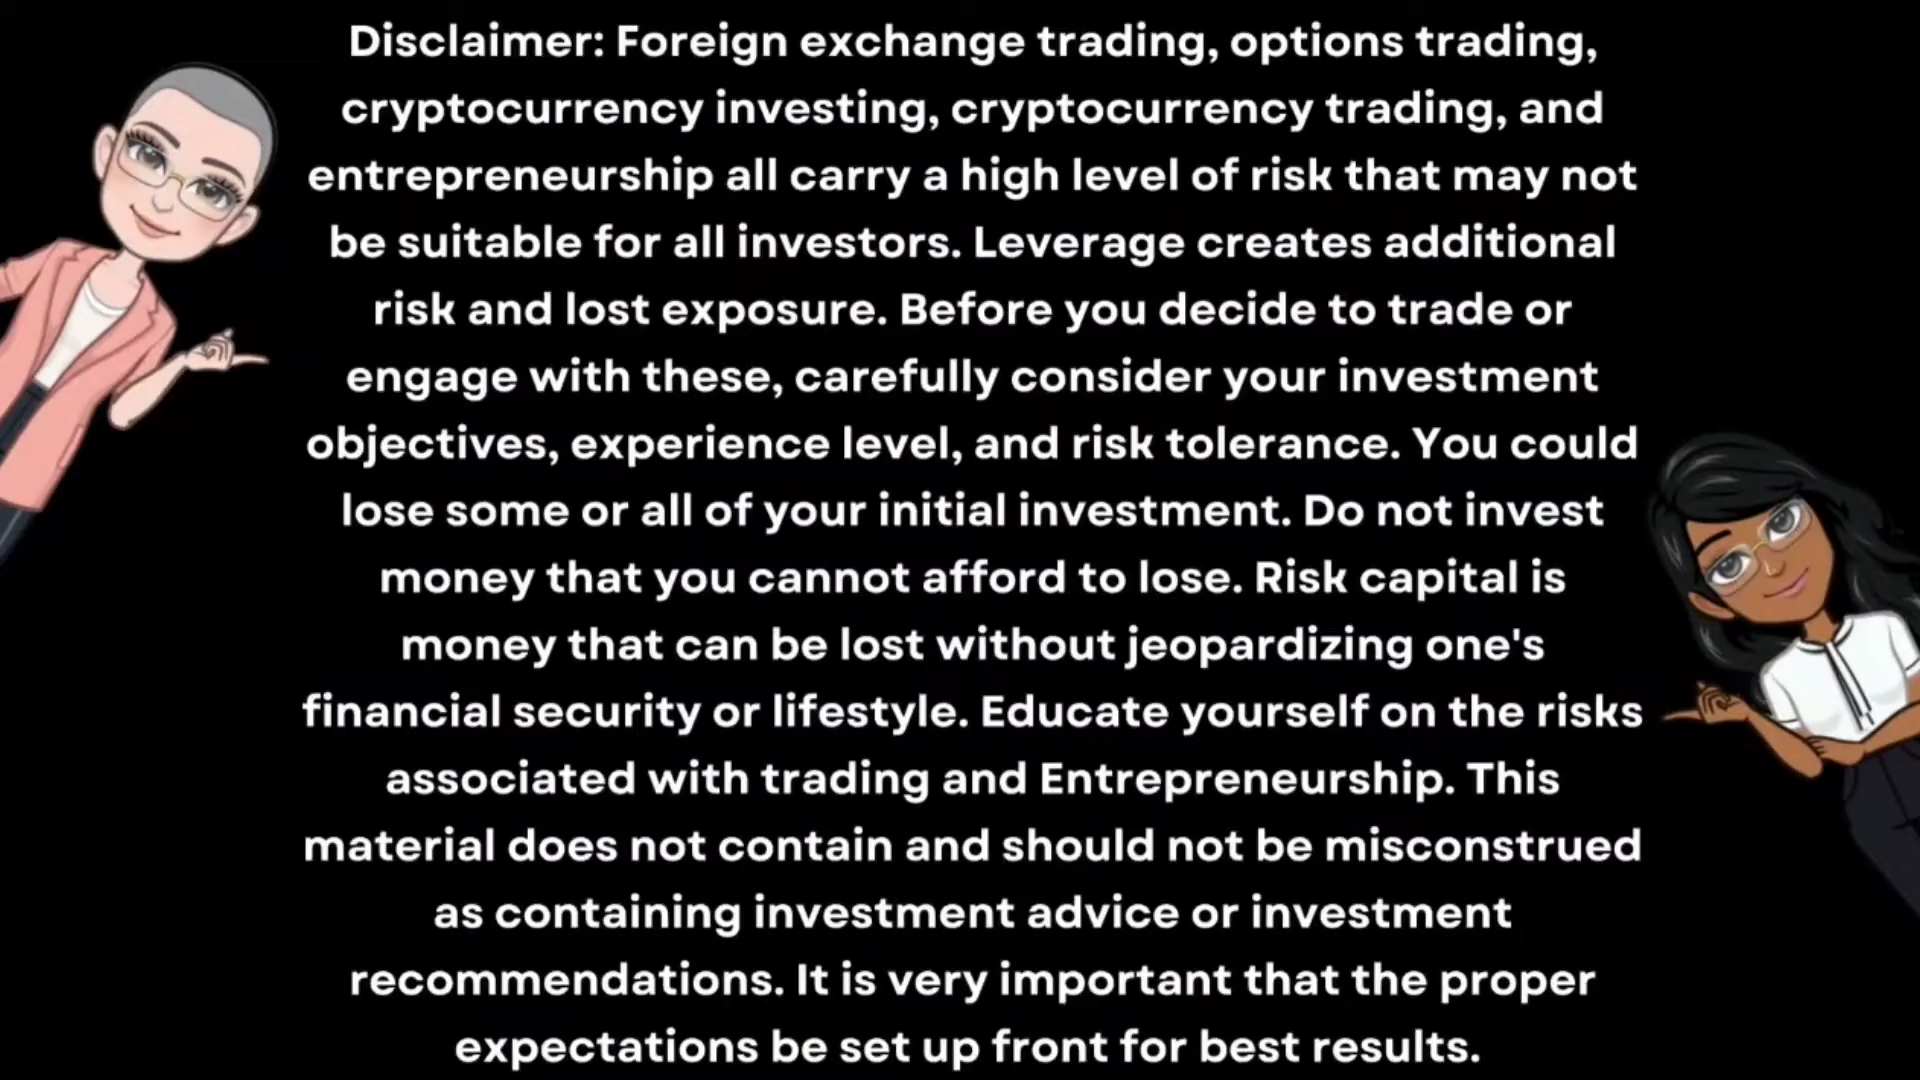 Disclaimer: Foreign exchange trading, options trading,
cryptocurrency investing, cryptocurrency trading, and
entrepreneurship all carry a high level of risk that may not
be suitable for all investors. Leverage creates additional
risk and lost exposure. Before you decide to trade or
engage with these, carefully consider your investment
objectives, experience level, and risk tolerance. You could
lose some or all of your initial investment. Do not invest
money that you cannot afford to lose. Risk capital is
money that can be lost without jeopardizing one's
financial security or lifestyle. Educate yourself on the risks
associated with trading and Entrepreneurship. This
material does not contain and should not be misconstrued
as containing investment advice or investment
recommendations. It is very important that the proper
expectations be set up front for best results.